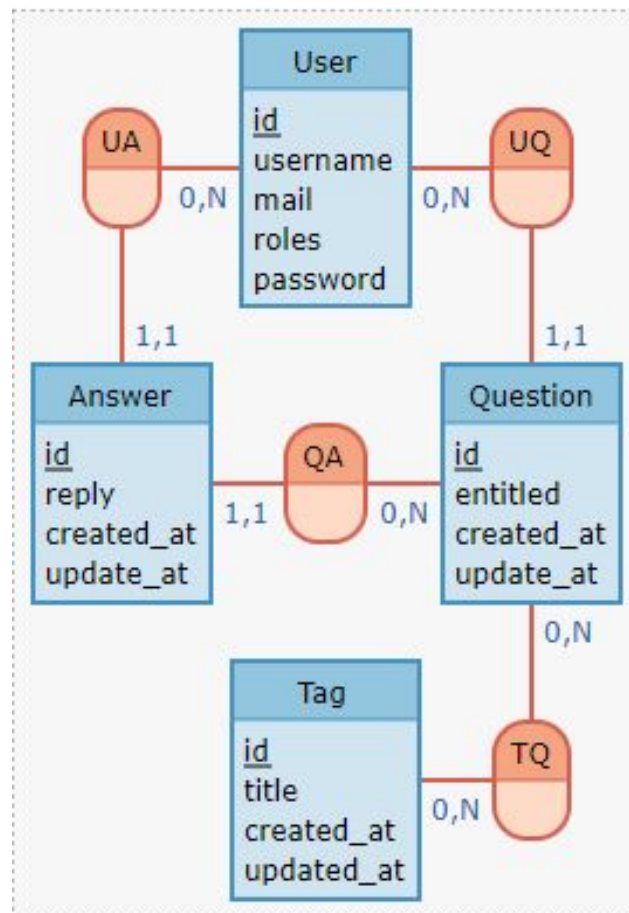 User
id
username
mail
roles
password
UA
0,N
UQ
0,N
1,1
1,1
Answer
id
reply
created_at
update_at
QA
1,1
0,N
Question
id
entitled
created_at
update_at
0,N
Tag
id
title
created_at
updated_at
TQ
0,N